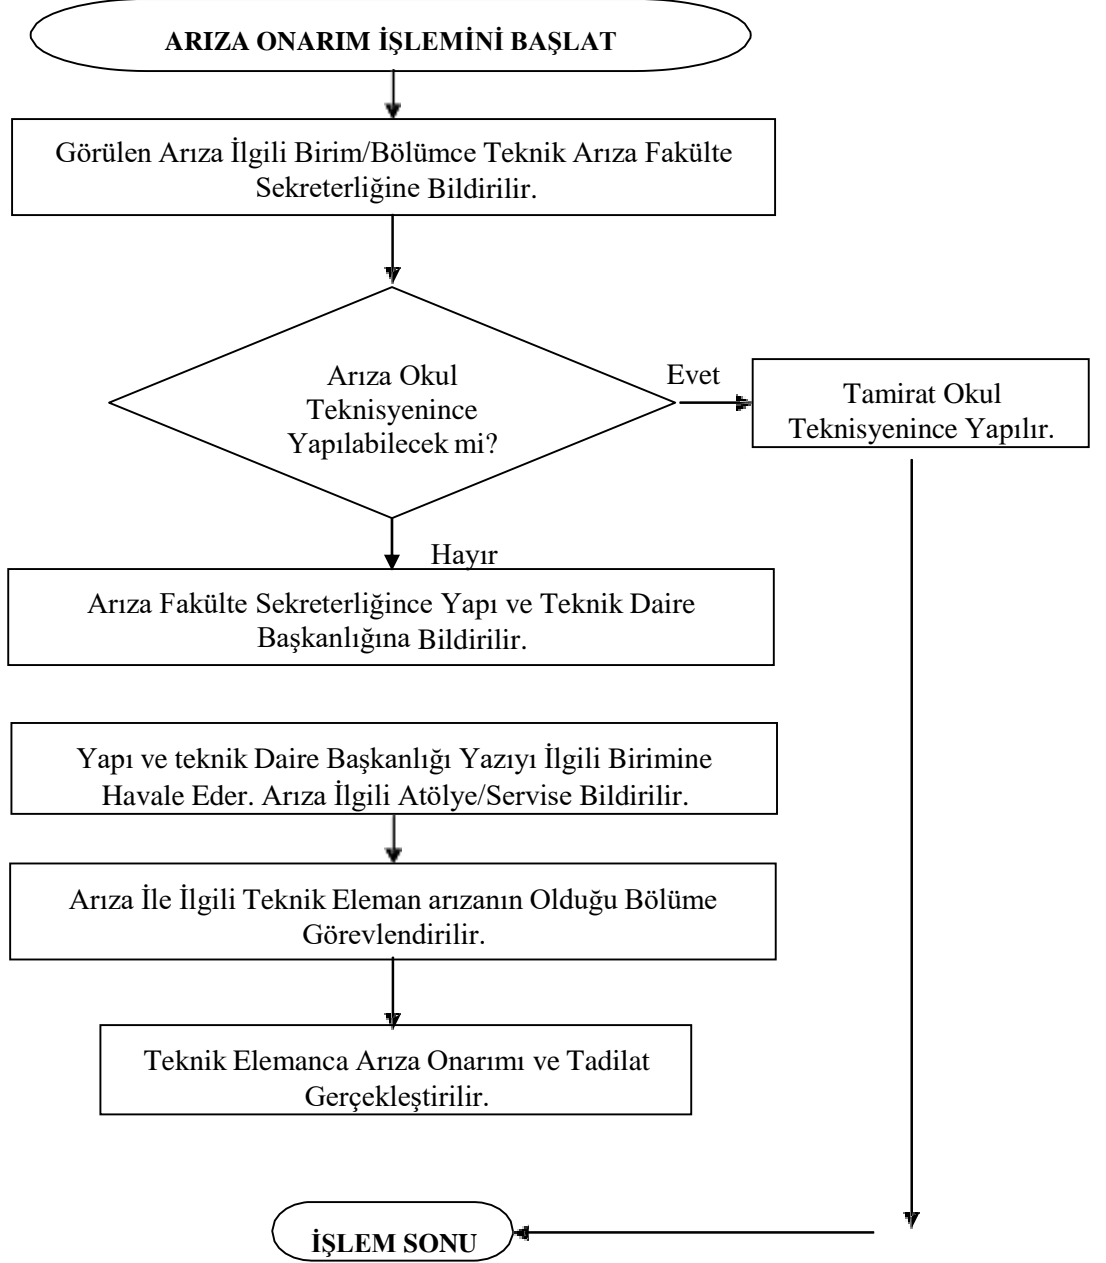 ARIZA ONARIM İŞLEMİNİ BAŞLAT
Görülen Arıza İlgili Birim/Bölümce Teknik Arıza Fakülte
Sekreterliğine Bildirilir.
Arıza Okul
Teknisyenince
Yapılabilecek mi?
Evet
Tamirat Okul
Teknisyenince Yapılır.
Hayır
Arıza Fakülte Sekreterliğince Yapı ve Teknik Daire
Başkanlığına Bildirilir.
Yapı ve teknik Daire Başkanlığı Yazıyı İlgili Birimine
Havale Eder. Arıza İlgili Atölye/Servise Bildirilir.
Arıza İle İlgili Teknik Eleman arızanın Olduğu Bölüme
Görevlendirilir.
Teknik Elemanca Arıza Onarımı ve Tadilat
Gerçekleştirilir.
İŞLEM SONU